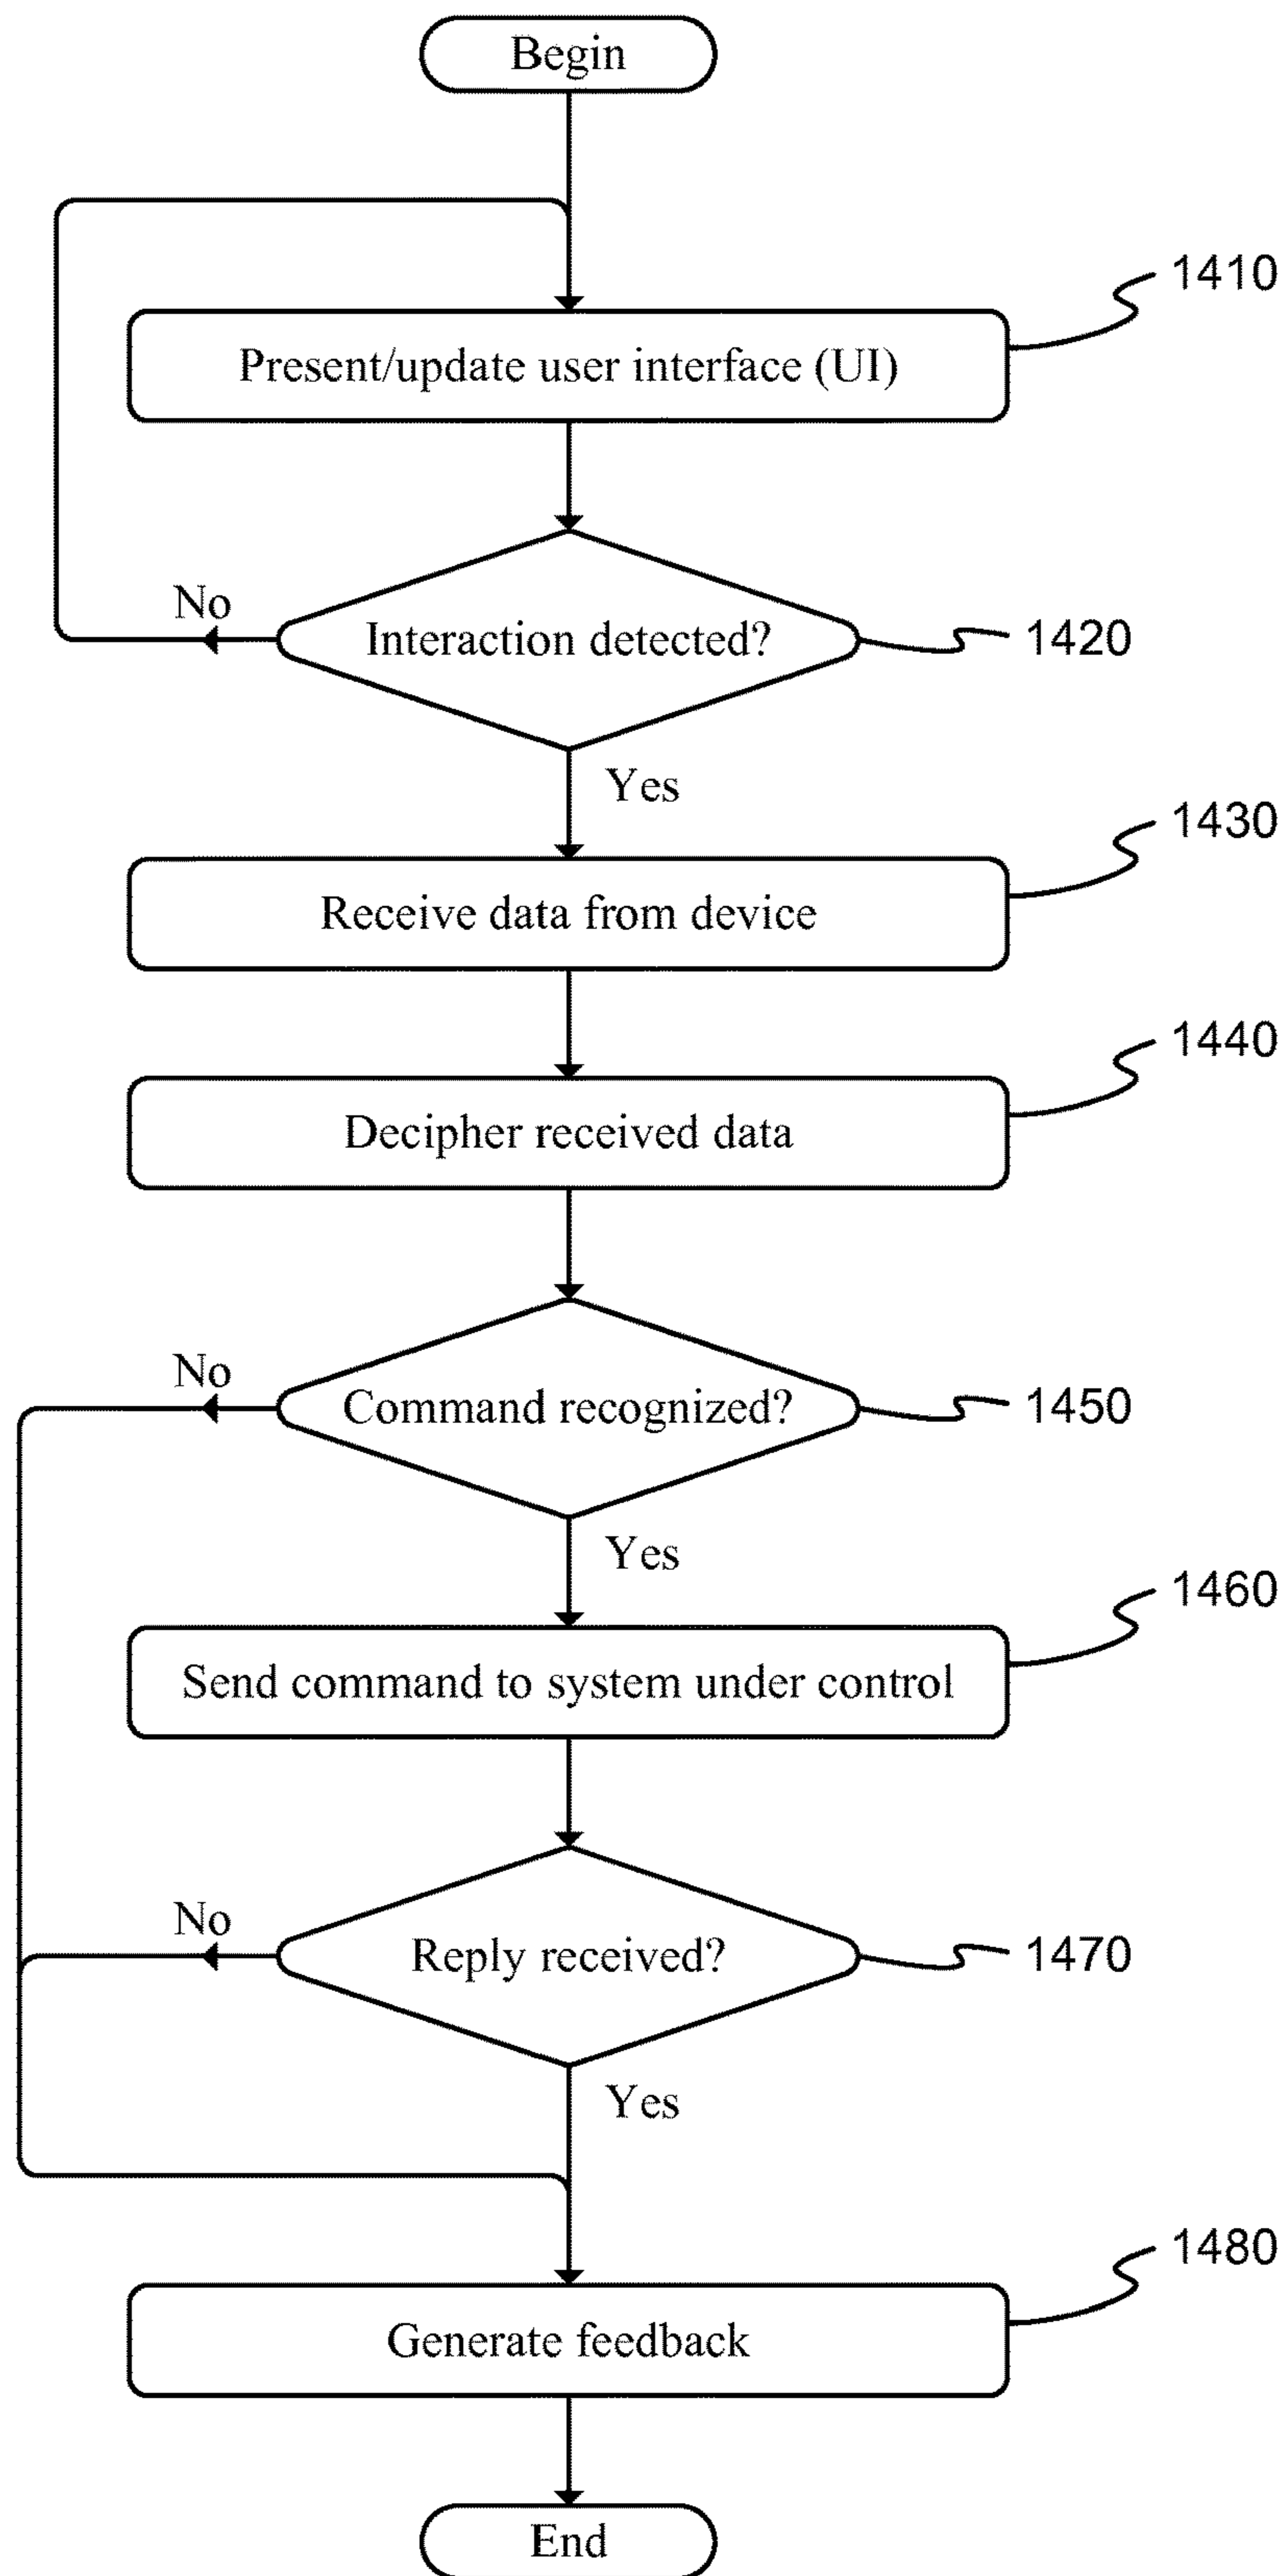 Begin
1410
Present/update user interface (UI)
No
Interaction detected?
1420
Yes
1430
Receive data from device
1440
Decipher received data
No
Command recognized?
1450
Yes
1460
Send command to system under control
No
Reply received?
1470
Yes
1480
Generate feedback
End